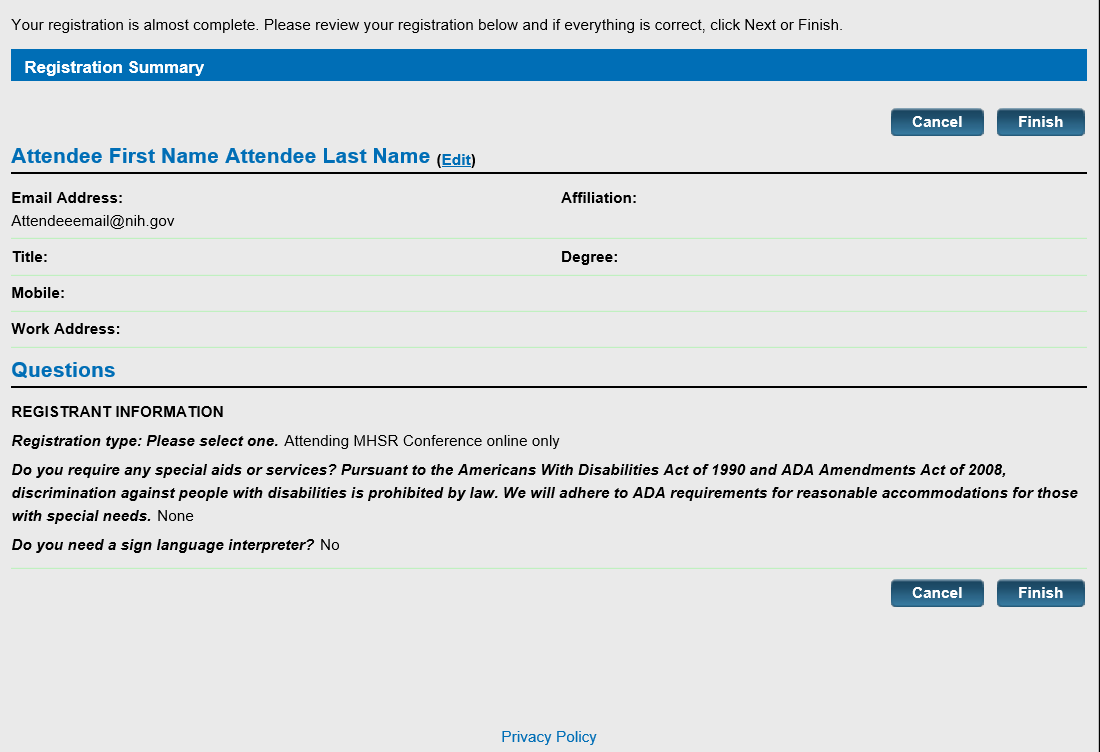 Your registration is almost complete. Please review your registration below and if everything is correct, click Next or Finish.
Registration Summary
Cancel Finish
Attendee First Name Attendee Last Name (Edit)
Email Address: Affiliation:
Attendeeemail@nih.gov
Title: Degree:
Mobile:
Work Address:
Questions
REGISTRANT INFORMATION
Registration type: Please select one. Attending MHSR Conference online only
Do you require any special aids or services? Pursuant to the Americans With Disabilities Act of 1990 and ADA Amendments Act of 2008,
discrimination against people with disabilities is prohibited by law. We will adhere to ADA requirements for reasonable accommodations for those
with special needs. None
Do you need a sign language interpreter? No
Cancel Finish
Privacy Policy